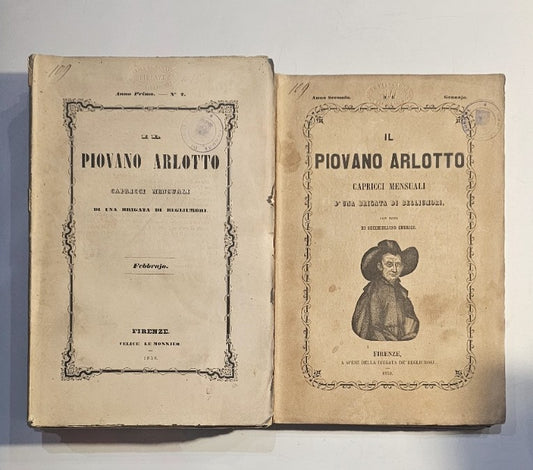 109
Anno Primo. — N° 2.
IL
PIOVANO ARLOTTO
CAPRICCI MENSUALI
DI UNA BRIGATA DI BEGLIUMORI.
Febbrajo.
FIRENZE.
FELICE LE MONNIER.
1858.
109
Anno Secondo.
Gennajo.
IL
PIOVANO ARLOTTO
CAPRICCI MENSUALI
D' UNA BRIGATA DI BEGLIUMORI,
FIRENZE,
A SPESE DELLA BRIGATA DE' BEGLIUMORI.